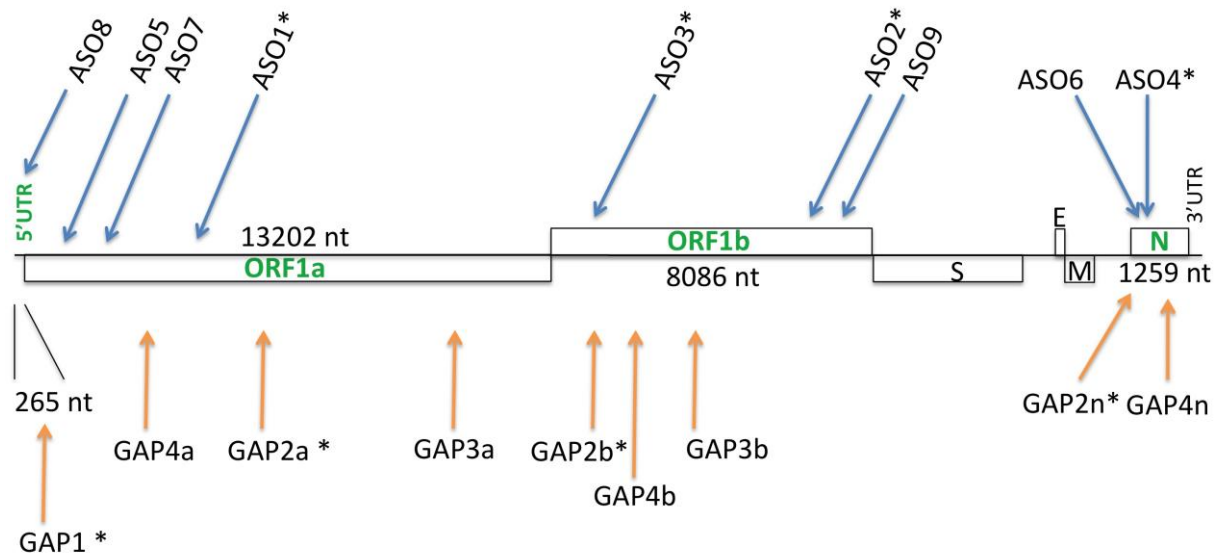 ASO8
ASO5
ASO7
ASO1*
ASO3*
ASO2*
ASO9
ASO6
ASO4*
5'UTR
3'UTR
13202 nt
ORF1a
ORF1b
8086 nt
S
E
M
N
1259 nt
265 nt
GAP1 *
GAP4a
GAP2a *
GAP3a
GAP2b*
GAP4b
GAP3b
GAP2n*
GAP4n